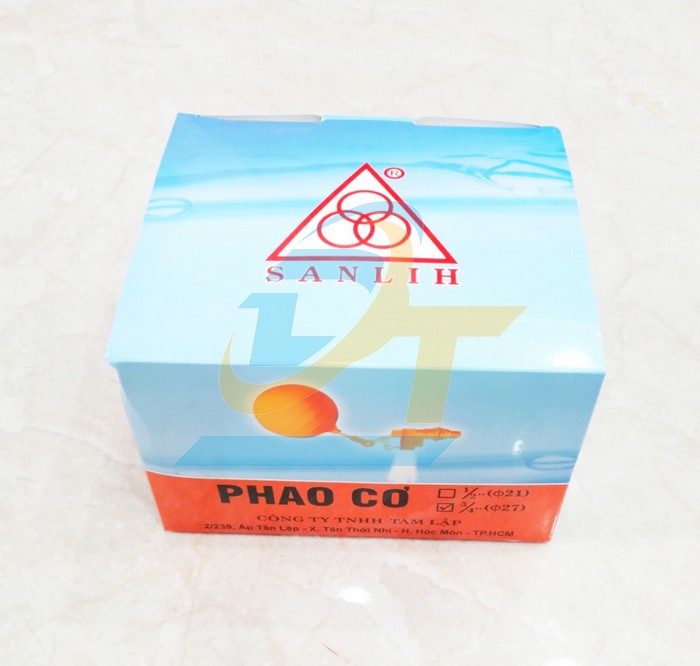 ®
SANLIH
PHAO CƠ
☐ 1/2"(Φ21)
☑ 3/4"(Φ27)
CÔNG TY TNHH TAM LẬP
2/239, Ấp Tân Lập - X. Tân Thới Nhì - H. Hóc Môn - TP.HCM